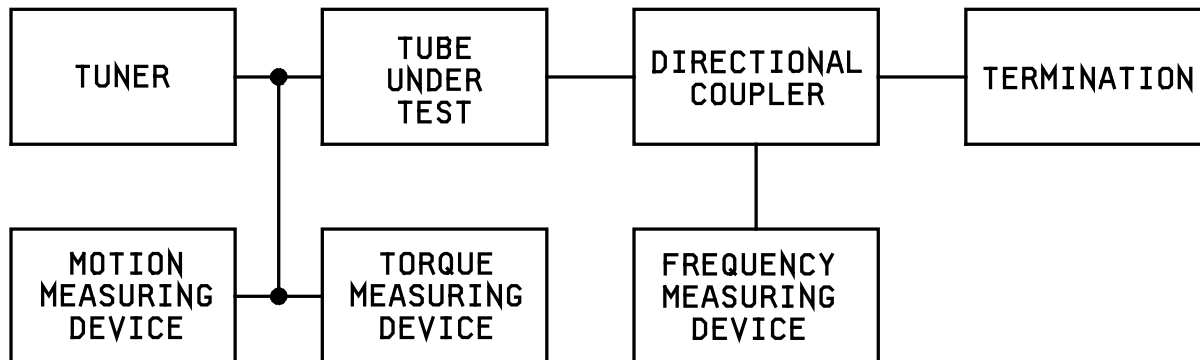 TUNER
TUBE
UNDER
TEST
DIRECTIONAL
COUPLER
TERMINATION
MOTION
MEASURING
DEVICE
TORQUE
MEASURING
DEVICE
FREQUENCY
MEASURING
DEVICE